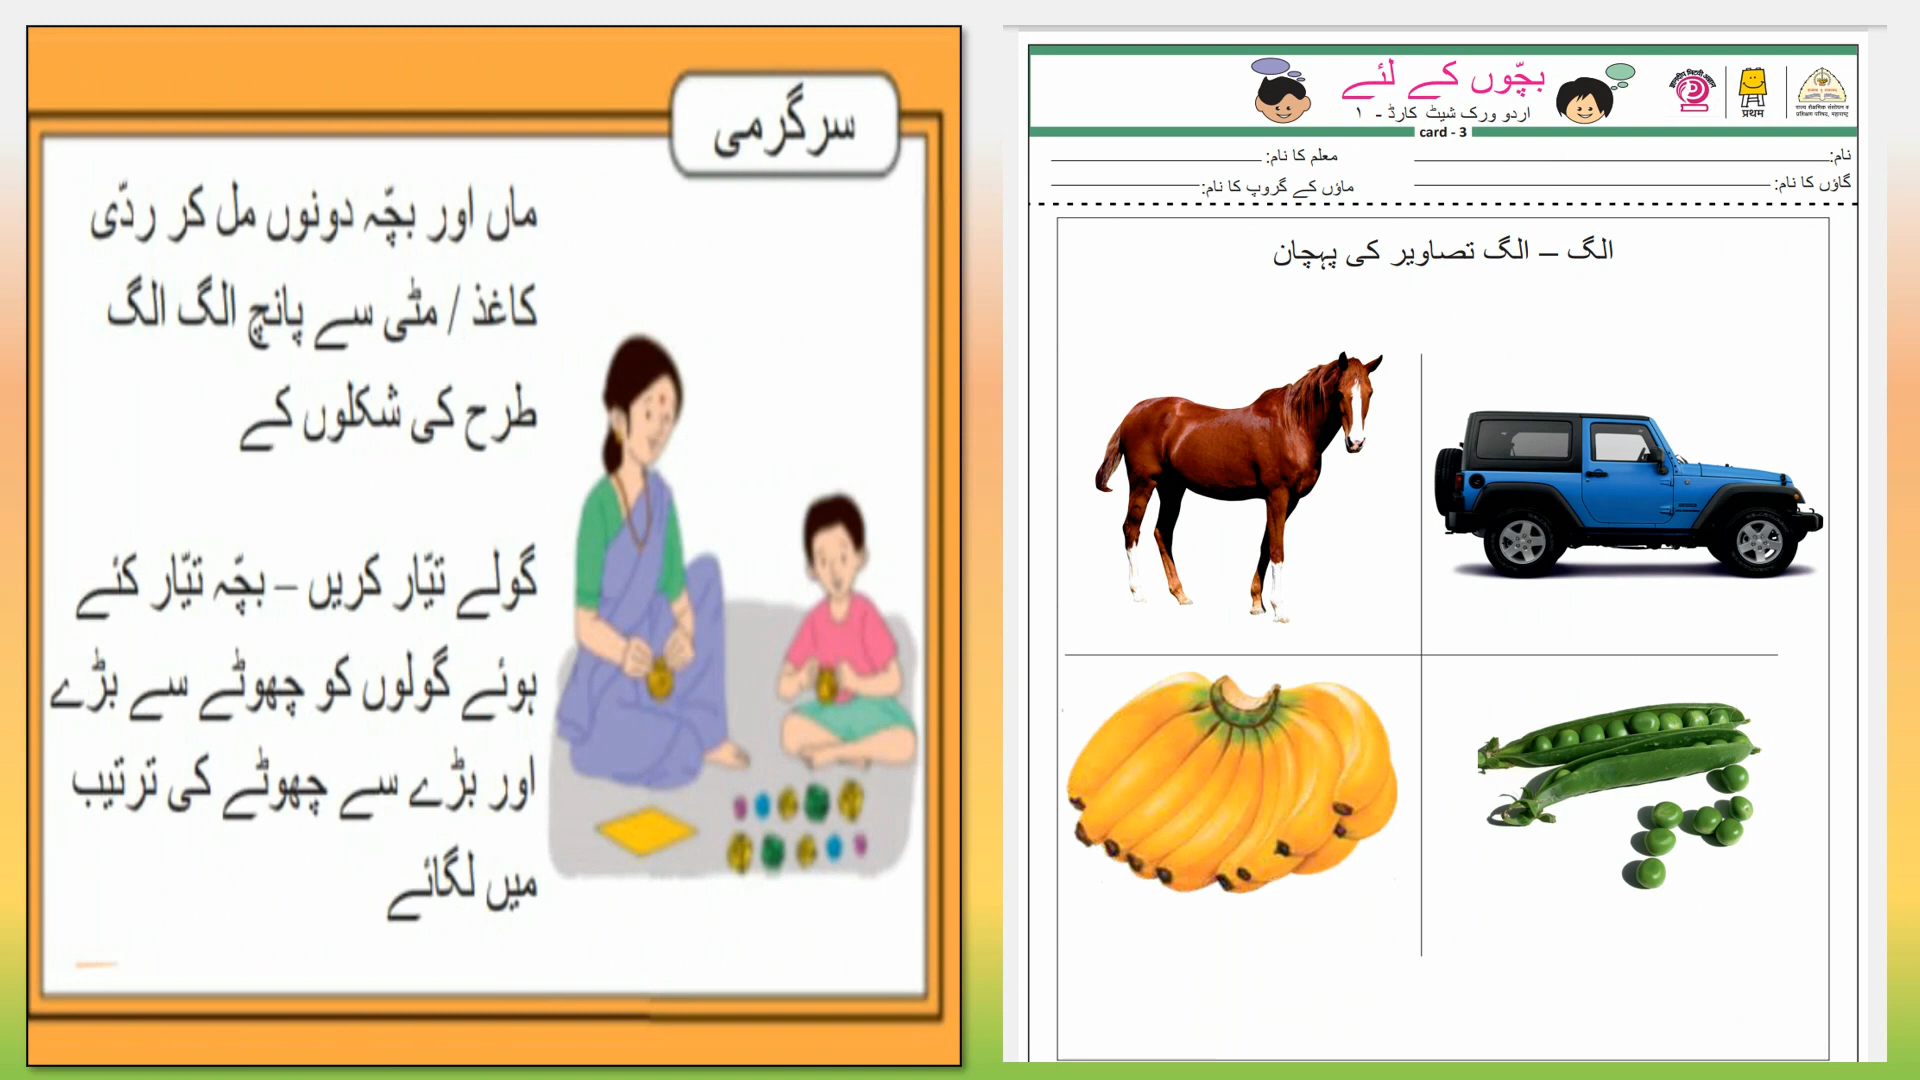 سرگرمی
ماں اور بچّہ دونوں مل کر ردّی
کاغذ / مٹی سے پانچ الگ الگ
طرح کی شکلوں کے
گولے تیّار کریں – بچّہ تیّار کئے
ہوئے گولوں کو چھوٹے سے بڑے
اور بڑے سے چھوٹے کی ترتیب
میں لگائے
بچّوں کے لئے
اردو ورک شیٹ کارڈ - ۱
card - 3
प्रथम
نام:
معلم کا نام:
گاؤں کا نام:
ماؤں کے گروپ کا نام:
الگ – الگ تصاویر کی پہچان